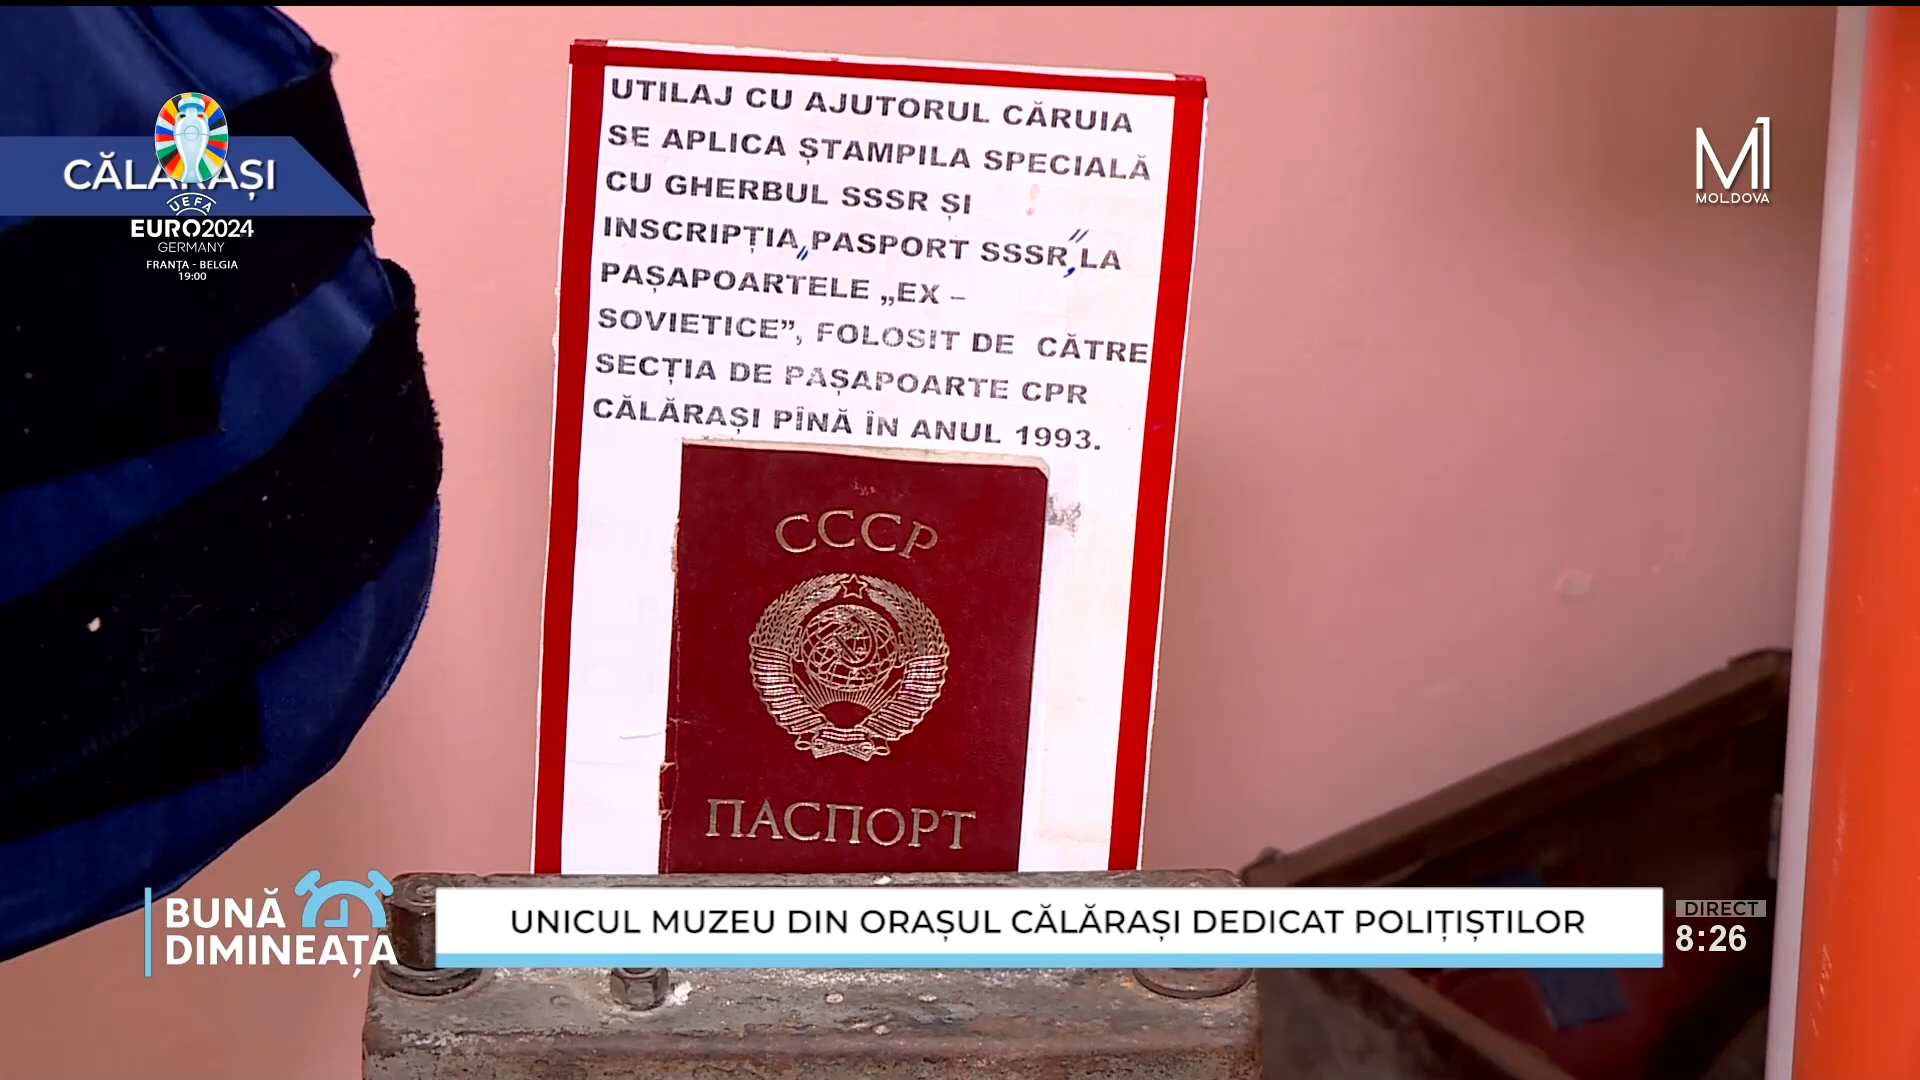 CĂLĂRAȘI
UEFA
EURO2024
GERMANY
FRANȚA - BELGIA
19:00
M1
MOLDOVA
UTILAJ CU AJUTORUL CĂRUIA
SE APLICA ȘTAMPILA SPECIALĂ
CU GHERBUL SSSR ȘI
INSCRIPȚIA „PASPORT SSSR” LA
PAȘAPOARTELE „EX –
SOVIETICE”, FOLOSIT DE CĂTRE
SECȚIA DE PAȘAPOARTE CPR
CĂLĂRAȘI PÎNĂ ÎN ANUL 1993.
СССР
ПАСПОРТ
BUNĂ
DIMINEAȚA
UNICUL MUZEU DIN ORAȘUL CĂLĂRAȘI DEDICAT POLIȚIȘTILOR
DIRECT
8:26